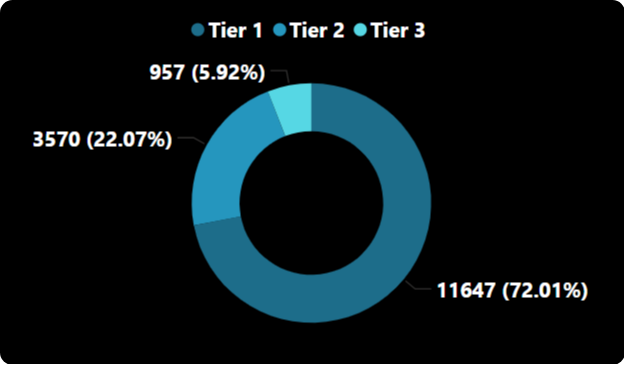 Tier 1 Tier 2 Tier 3
957 (5.92%)
3570 (22.07%)
11647 (72.01%)